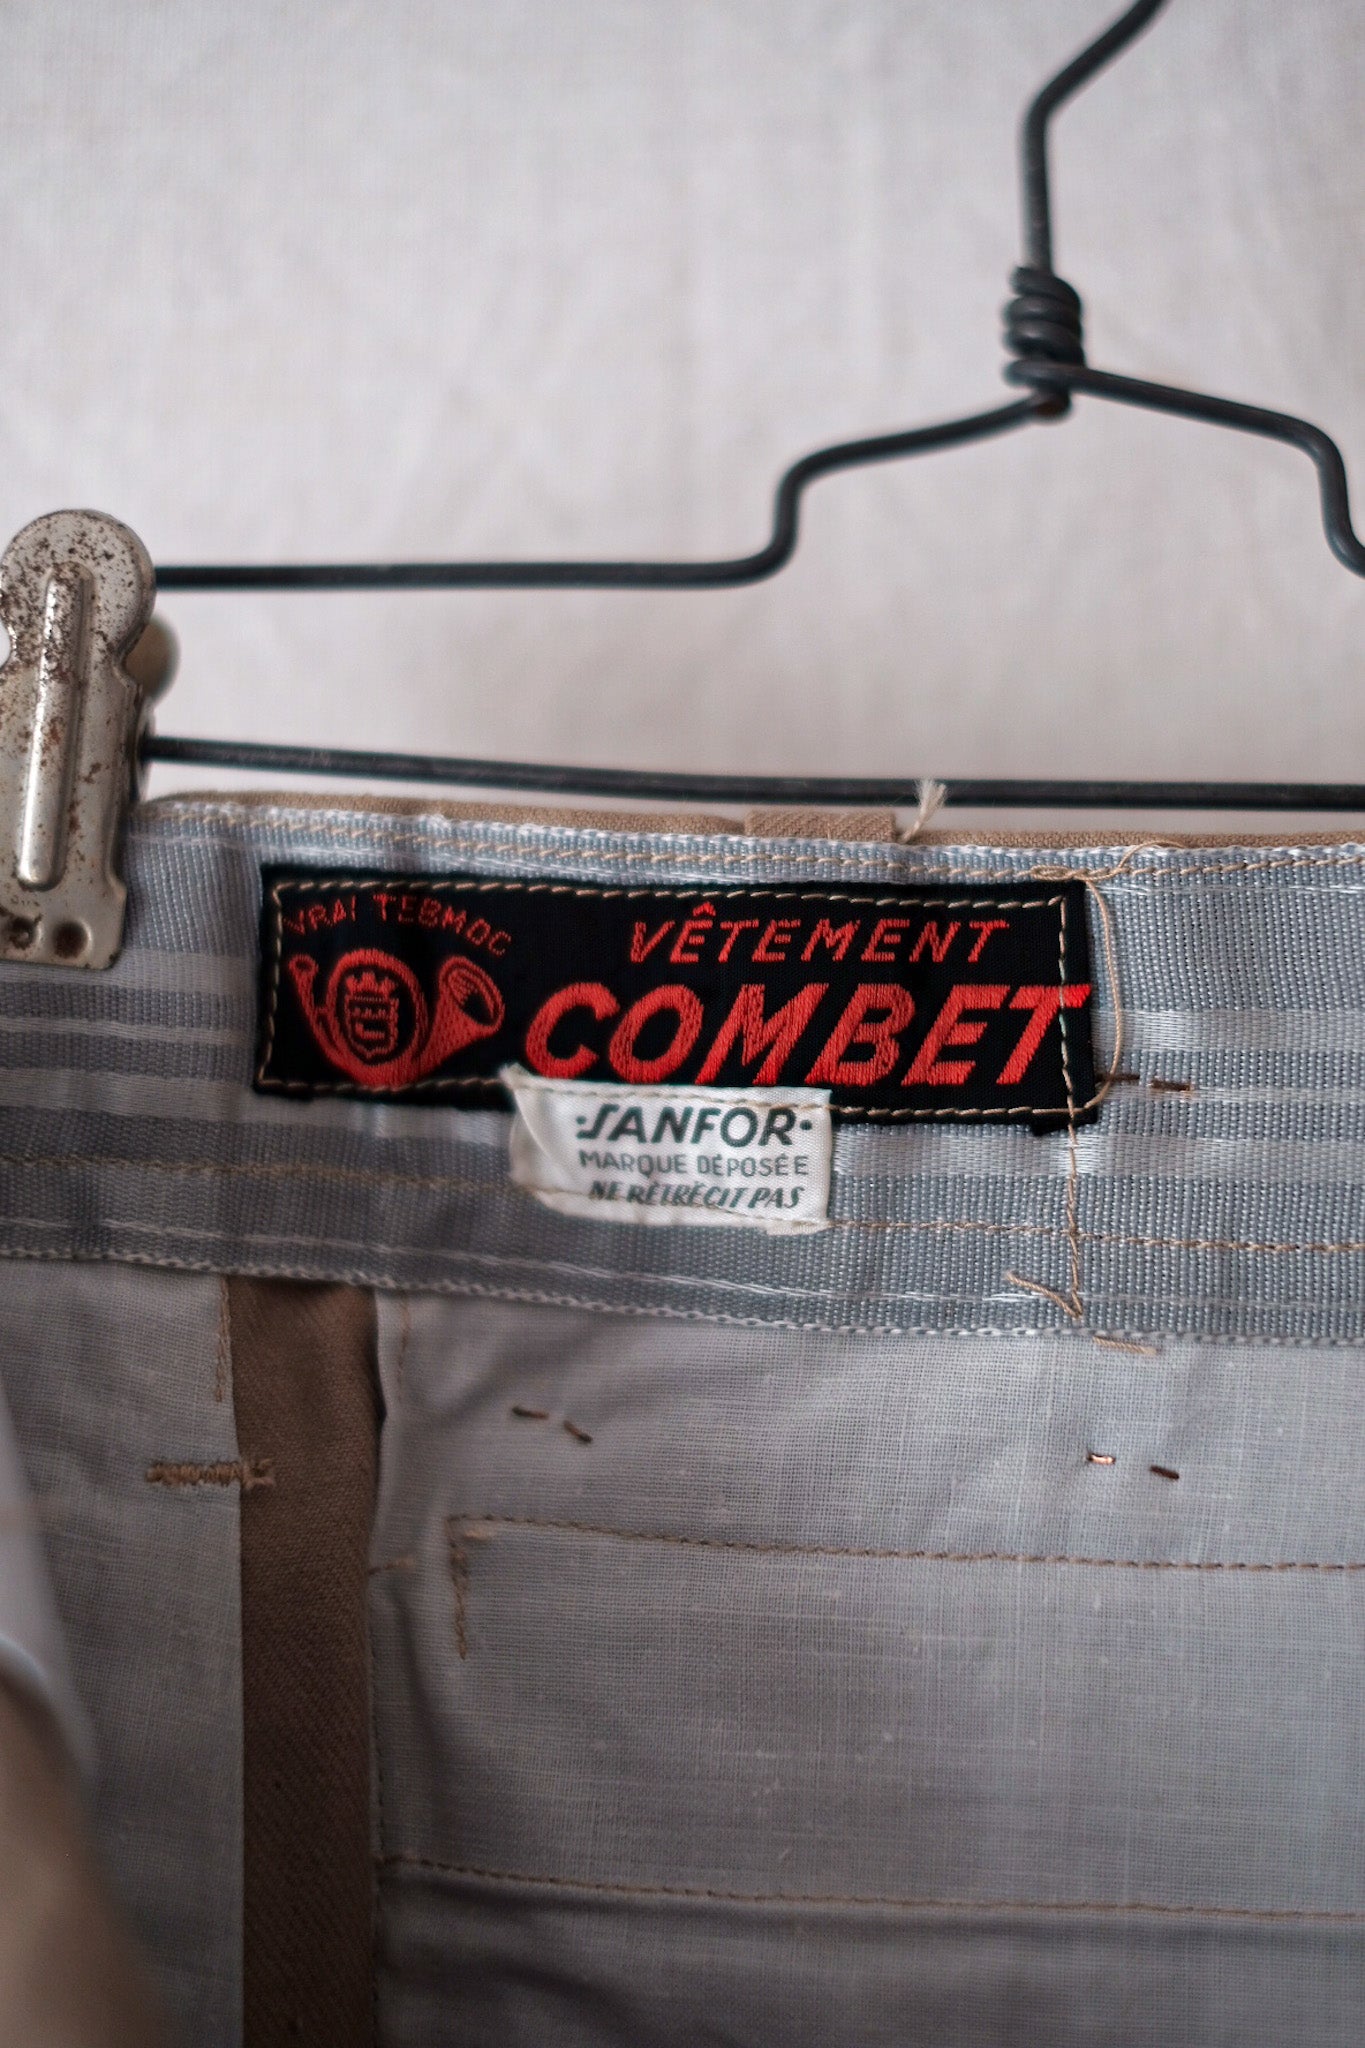 VRAI TEBMOC
VÊTEMENT
COMBET
·SANFOR·
MARQUE DÉPOSÉE
NE RÉTRÉCIT PAS